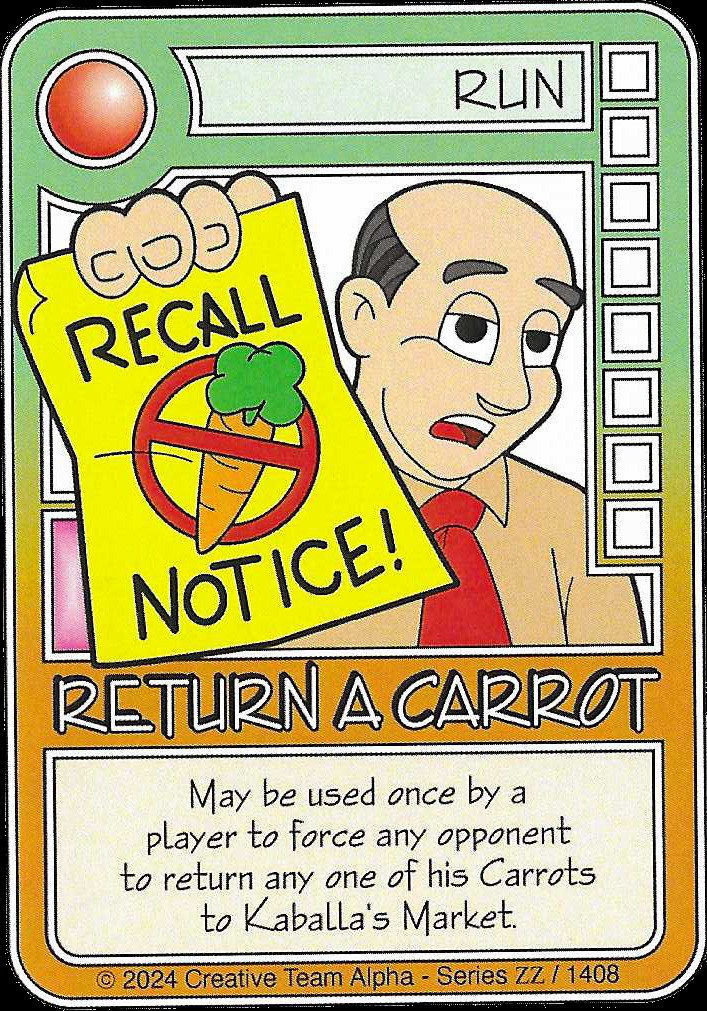 RUN
RECALL
NOTICE!
RETURN A CARROT
May be used once by a
player to force any opponent
to return any one of his Carrots
to Kaballa's Market.
© 2024 Creative Team Alpha - Series ZZ / 1408